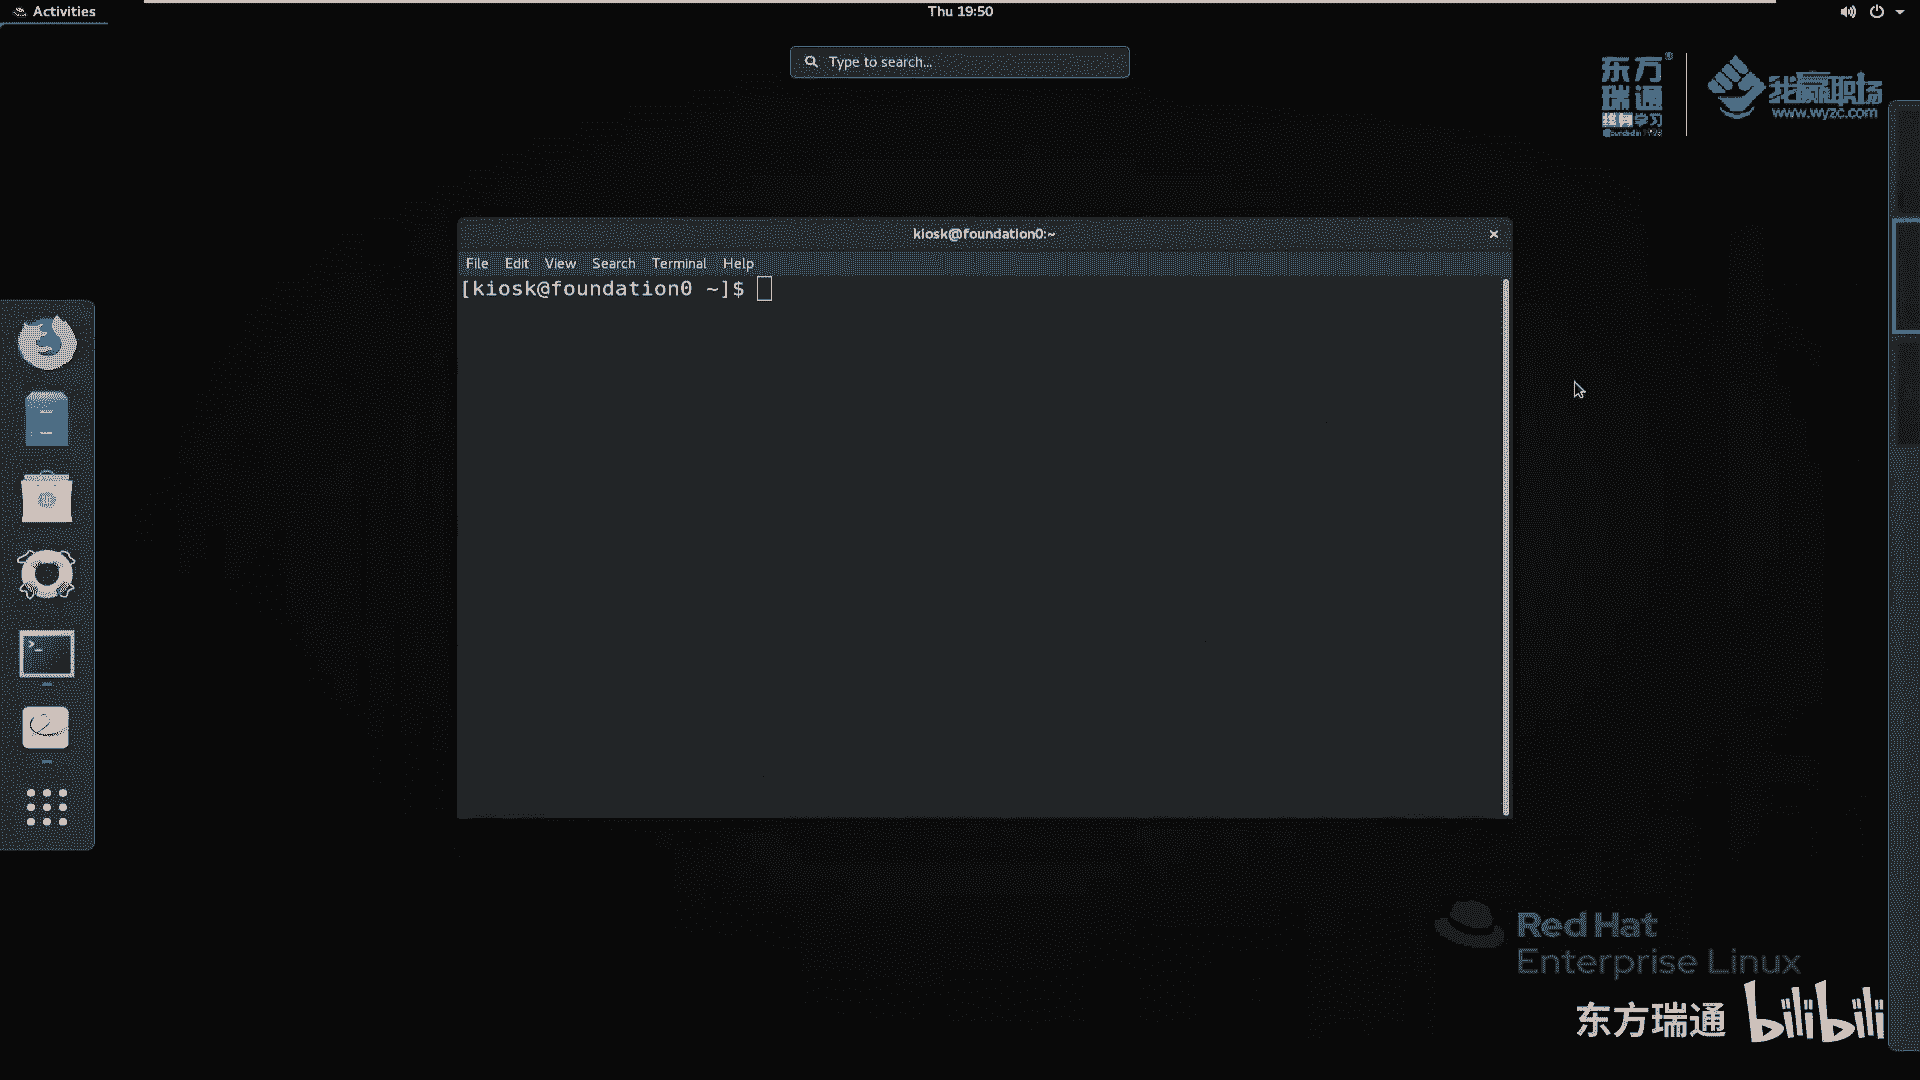 Activities
Thu 19:50
Type to search...
东方
瑞通
终身学习
我赢职场
www.wyzc.com
kiosk@foundation0:~
File Edit View Search Terminal Help
[kiosk@foundation0 ~]$
Red Hat
Enterprise Linux
东方瑞通 bilibili